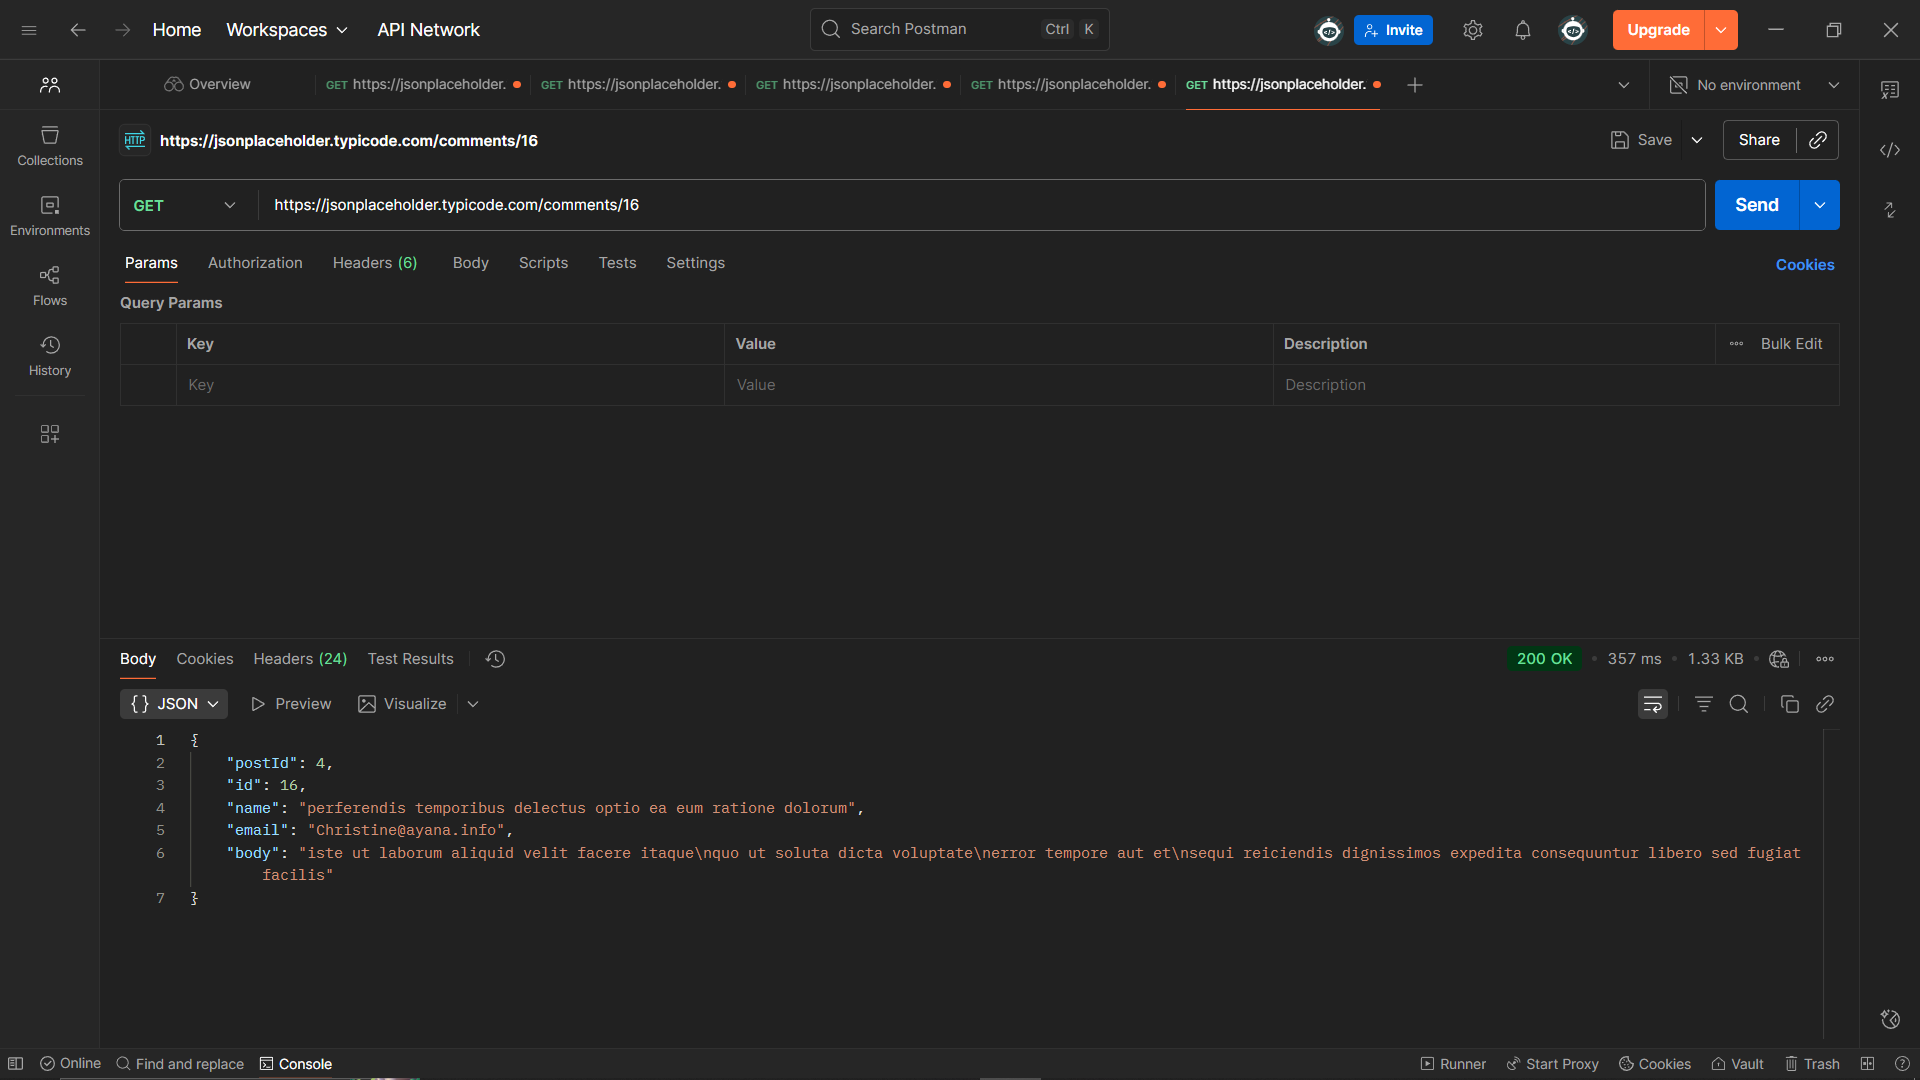 Home Workspaces API Network Search Postman Ctrl K Invite Upgrade
Overview GET https://jsonplaceholder. GET https://jsonplaceholder. GET https://jsonplaceholder. GET https://jsonplaceholder. GET https://jsonplaceholder. No environment
HTTP https://jsonplaceholder.typicode.com/comments/16 Save Share
Collections
GET https://jsonplaceholder.typicode.com/comments/16 Send
Environments
Params Authorization Headers (6) Body Scripts Tests Settings Cookies
Flows
Query Params
Key Value Description Bulk Edit
History
Key Value Description
Body Cookies Headers (24) Test Results 200 OK • 357 ms • 1.33 KB •
{} JSON Preview Visualize
1 {
2 "postId": 4,
3 "id": 16,
4 "name": "perferendis temporibus delectus optio ea eum ratione dolorum",
5 "email": "Christine@ayana.info",
6 "body": "iste ut laborum aliquid velit facere itaque\nquo ut soluta dicta voluptate\nerror tempore aut et\nsequi reiciendis dignissimos expedita consequuntur libero sed fugiat
facilis"
7 }
Online Find and replace Console Runner Start Proxy Cookies Vault Trash